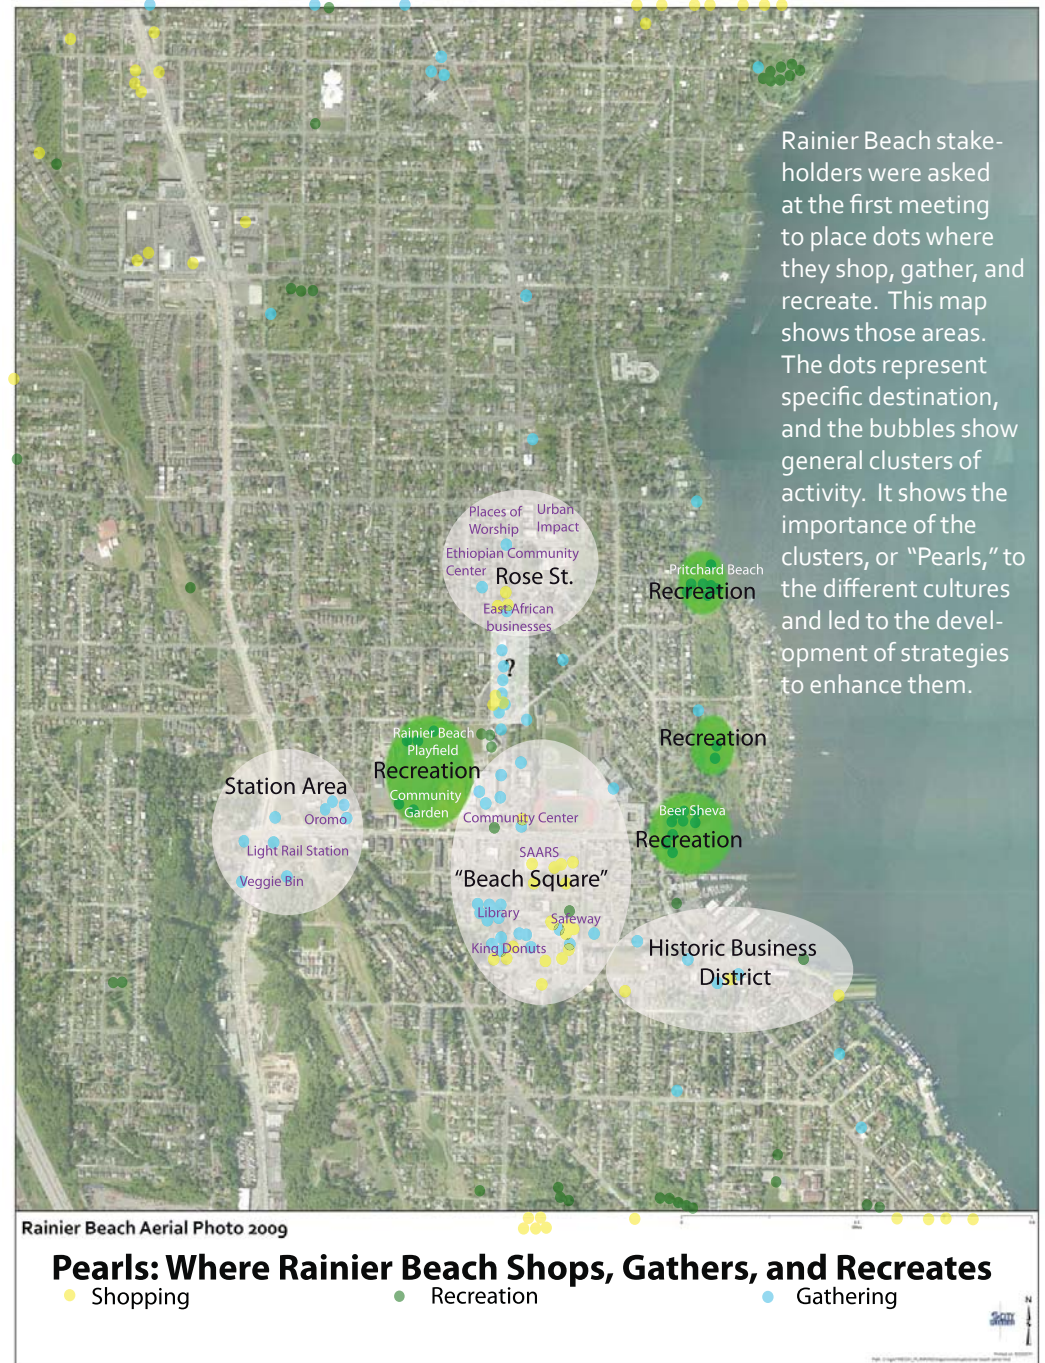 Rainier Beach stake-
holders were asked
at the first meeting
to place dots where
they shop, gather, and
recreate. This map
shows those areas.
The dots represent
specific destination,
and the bubbles show
general clusters of
activity. It shows the
importance of the
clusters, or "Pearls," to
the different cultures
and led to the devel-
opment of strategies
to enhance them.
Places of
Worship
Urban
Impact
Ethiopian Community
Center
Rose St.
East African
businesses
?
Pritchard Beach
Recreation
Rainier Beach
Playfield
Recreation
Community
Garden
Recreation
Station Area
Oromo
Light Rail Station
Veggie Bin
Community Center
SAARS
"Beach Square"
Library
Safeway
King Donuts
Beer Sheva
Recreation
Historic Business
District
Rainier Beach Aerial Photo 2009
Pearls: Where Rainier Beach Shops, Gathers, and Recreates
Shopping
Recreation
Gathering
N